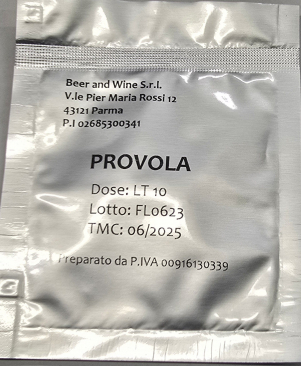 Beer and Wine S.r.l.
V.le Pier Maria Rossi 12
43121 Parma
P.I 02685300341
PROVOLA
Dose: LT 10
Lotto: FL0623
TMC: 06/2025
Preparato da P.IVA 00916130339